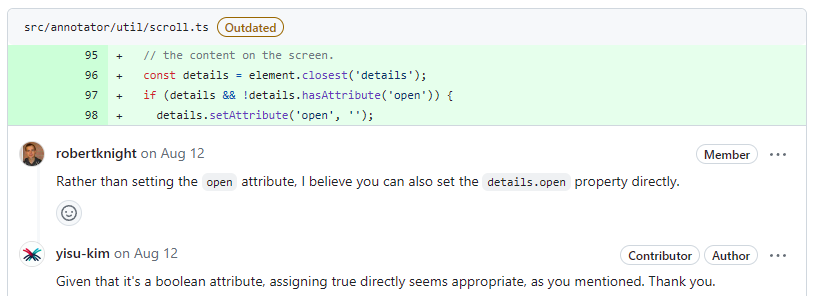 src/annotator/util/scroll.ts Outdated
95 + // the content on the screen.
96 + const details = element.closest('details');
97 + if (details && !details.hasAttribute('open')) {
98 + details.setAttribute('open', '');
robertknight on Aug 12 Member ...
Rather than setting the open attribute, I believe you can also set the details.open property directly.
yisu-kim on Aug 12 Contributor Author ...
Given that it's a boolean attribute, assigning true directly seems appropriate, as you mentioned. Thank you.